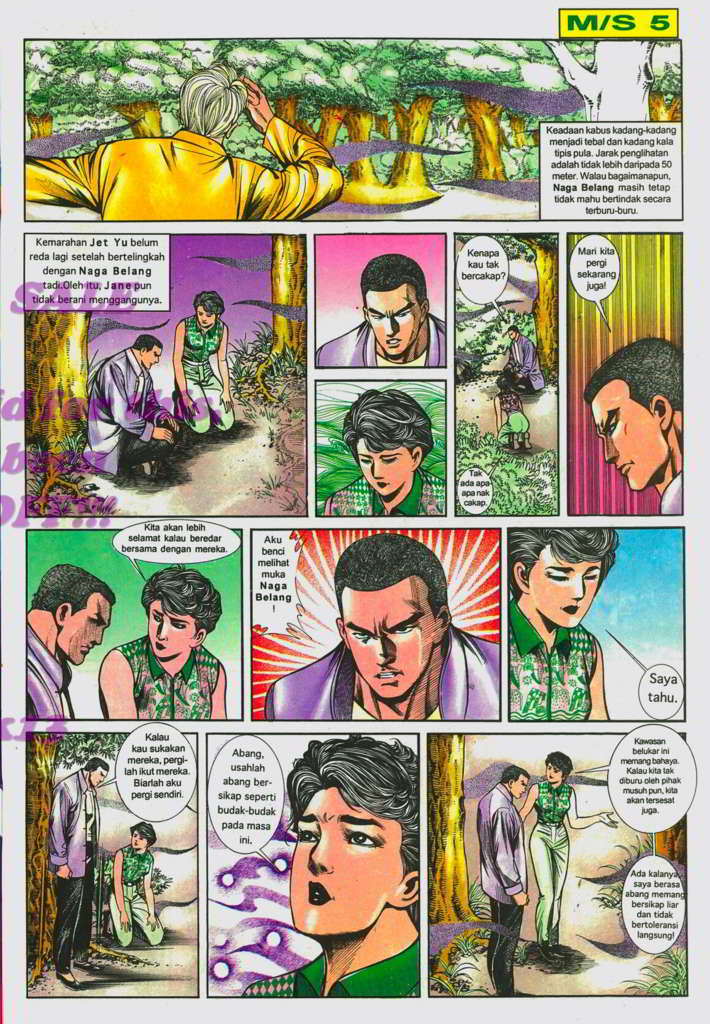 M/S 5
Keadaan kabus kadang-kadang
menjadi tebal dan kadang kala
tipis pula. Jarak penglihatan
adalah tidak lebih daripada 50
meter. Walau bagaimanapun,
Naga Belang masih tetap
tidak mahu bertindak secara
terburu-buru.
Kemarahan Jet Yu belum
reda lagi setelah bertelingkah
dengan Naga Belang
tadi.Oleh itu, Jane pun
tidak berani mengganggunya.
Kenapa
kau tak
bercakap?
Tak
ada apa
apa nak
cakap.
Mari kita
pergi
sekarang
juga!
Kita akan lebih
selamat kalau beredar
bersama dengan mereka.
Aku
benci
melihat
muka
Naga
Belang
!
Saya
tahu.
Kalau
kau sukakan
mereka, pergi-
lah ikut mereka.
Biarlah aku
pergi sendiri.
Abang,
usahlah
abang ber-
sikap seperti
budak-budak
pada masa
ini.
Kawasan
belukar ini
memang bahaya.
Kalau kita tak
diburu oleh pihak
musuh pun, kita
akan tersesat
juga.
Ada kalanya,
saya berasa
abang memang
bersikap liar
dan tidak
bertoleransi
langsung!